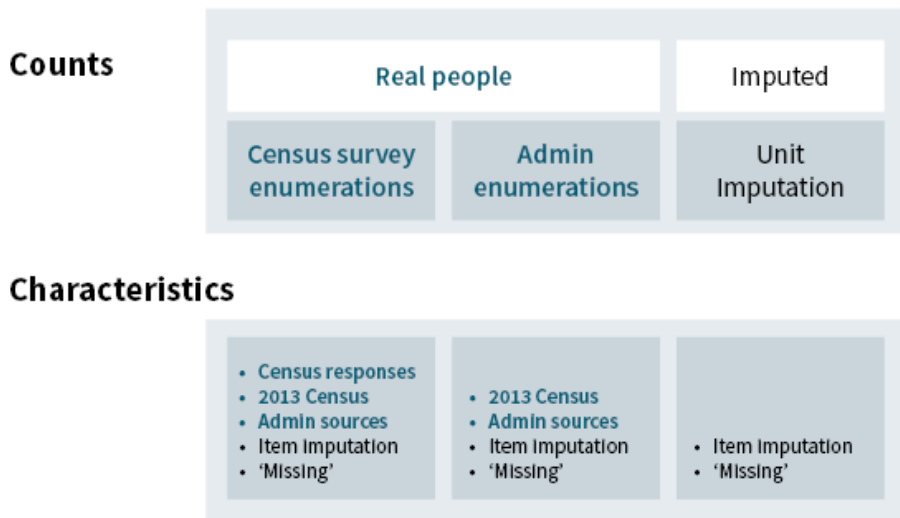 Counts
Real people
Imputed
Census survey
enumerations
Admin
enumerations
Unit
Imputation
Characteristics
• Census responses
• 2013 Census
• Admin sources
• Item imputation
• ‘Missing’
• 2013 Census
• Admin sources
• Item imputation
• ‘Missing’
• Item imputation
• ‘Missing’